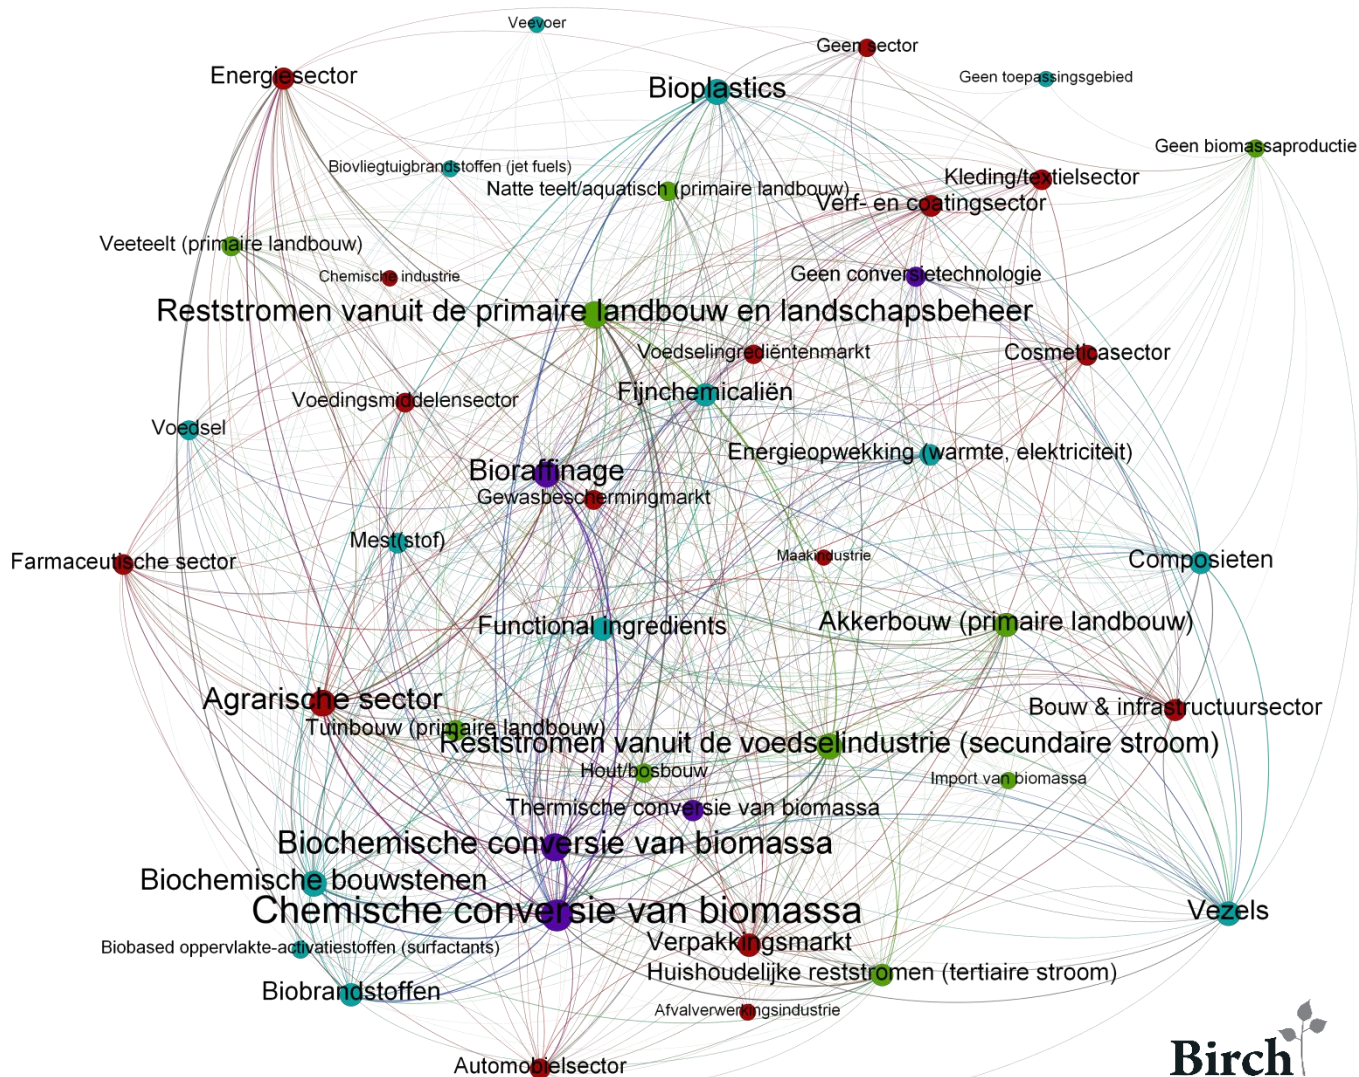 Veevoer
Geen sector
Energiesector
Geen toepassingsgebied
Bioplastics
Geen biomassaproductie
Biovliegtuigbrandstoffen (jet fuels)
Kleding/textielsector
Natte teelt/aquatisch (primaire landbouw)
Verf- en coatingsector
Veeteelt (primaire landbouw)
Chemische industrie
Geen conversietechnologie
Reststromen vanuit de primaire landbouw en landschapsbeheer
Voedselingrediëntenmarkt
Cosmeticasector
Fijnchemicaliën
Voedingsmiddelensector
Voedsel
Energieopwekking (warmte, elektriciteit)
Bioraffinage
Gewasbeschermingmarkt
Mest(stof)
Maakindustrie
Farmaceutische sector
Composieten
Functional ingredients
Akkerbouw (primaire landbouw)
Agrarische sector
Bouw & infrastructuursector
Tuinbouw (primaire landbouw)
Reststromen vanuit de voedselindustrie (secundaire stroom)
Hout/bosbouw
Import van biomassa
Thermische conversie van biomassa
Biochemische conversie van biomassa
Biochemische bouwstenen
Chemische conversie van biomassa
Vezels
Verpakkingsmarkt
Biobased oppervlakte-activatiestoffen (surfactants)
Huishoudelijke reststromen (tertiaire stroom)
Biobrandstoffen
Afvalverwerkingsindustrie
Birch
Automobielsector